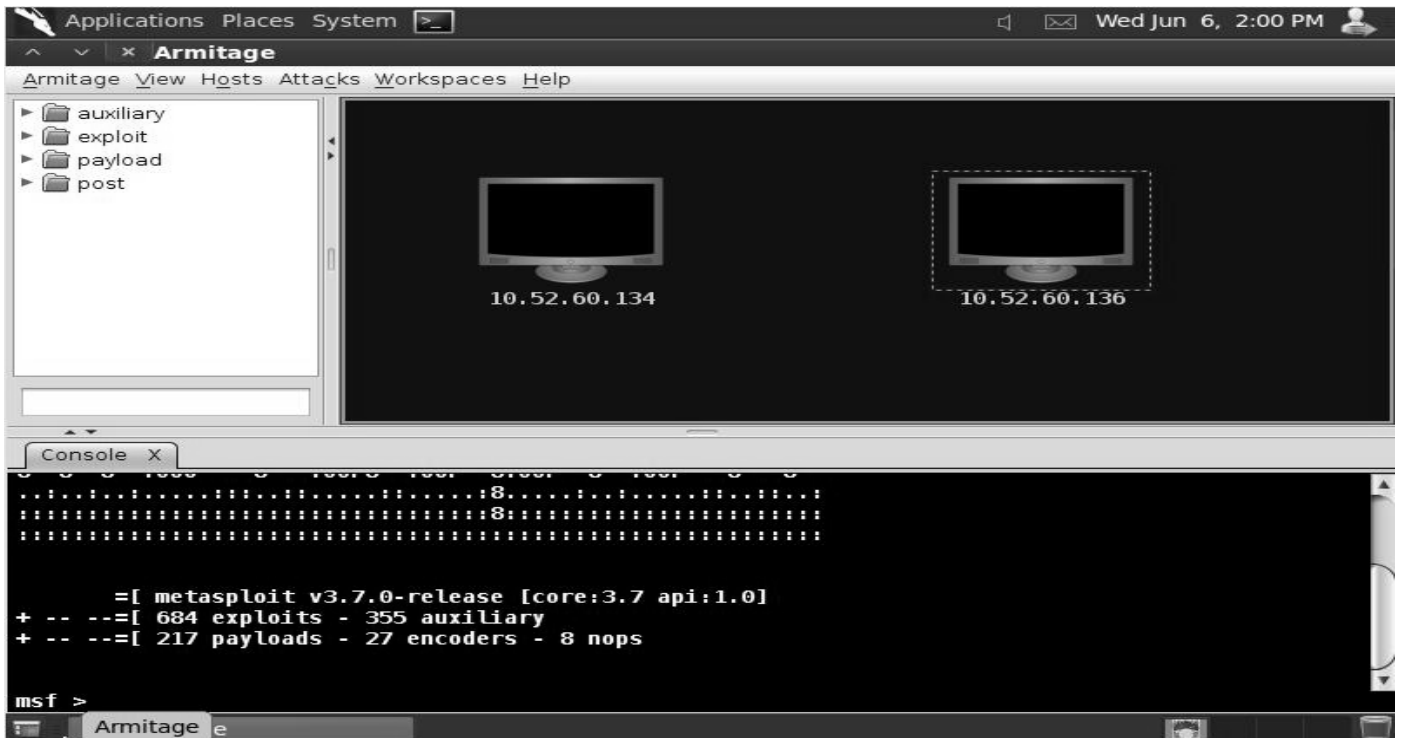 Applications Places System
Wed Jun 6, 2:00 PM
Armitage
Armitage View Hosts Attacks Workspaces Help
auxiliary
exploit
payload
post
10.52.60.134
10.52.60.136
Console X
..:..:..:.....:::..::.....::.....:8.....:..:.....::..::..:
::::::::::::::::::::::::::::::::::8:::::::::::::::::::::::
::::::::::::::::::::::::::::::::::::::::::::::::::::::::::
=[ metasploit v3.7.0-release [core:3.7 api:1.0]
+ -- --=[ 684 exploits - 355 auxiliary
+ -- --=[ 217 payloads - 27 encoders - 8 nops
msf >
Armitage